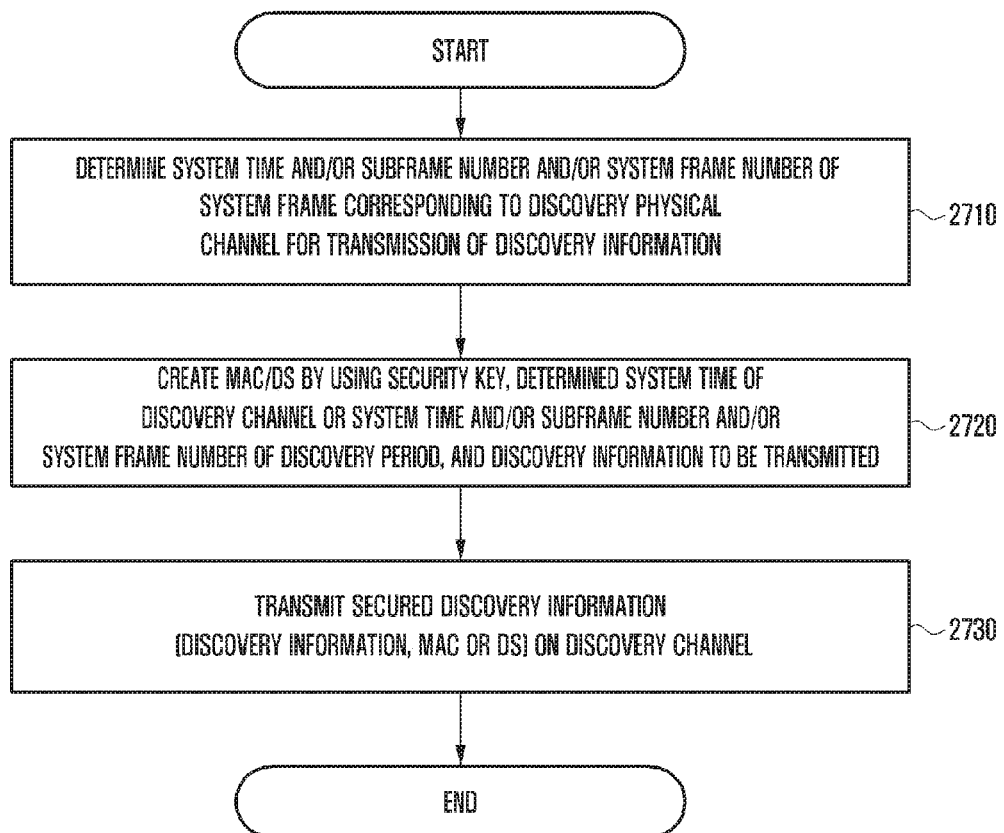 START
DETERMINE SYSTEM TIME AND/OR SUBFRAME NUMBER AND/OR SYSTEM FRAME NUMBER OF
SYSTEM FRAME CORRESPONDING TO DISCOVERY PHYSICAL
CHANNEL FOR TRANSMISSION OF DISCOVERY INFORMATION
2710
CREATE MAC/DS BY USING SECURITY KEY, DETERMINED SYSTEM TIME OF
DISCOVERY CHANNEL OR SYSTEM TIME AND/OR SUBFRAME NUMBER AND/OR
SYSTEM FRAME NUMBER OF DISCOVERY PERIOD, AND DISCOVERY INFORMATION TO BE TRANSMITTED
2720
TRANSMIT SECURED DISCOVERY INFORMATION
[DISCOVERY INFORMATION, MAC OR DS] ON DISCOVERY CHANNEL
2730
END